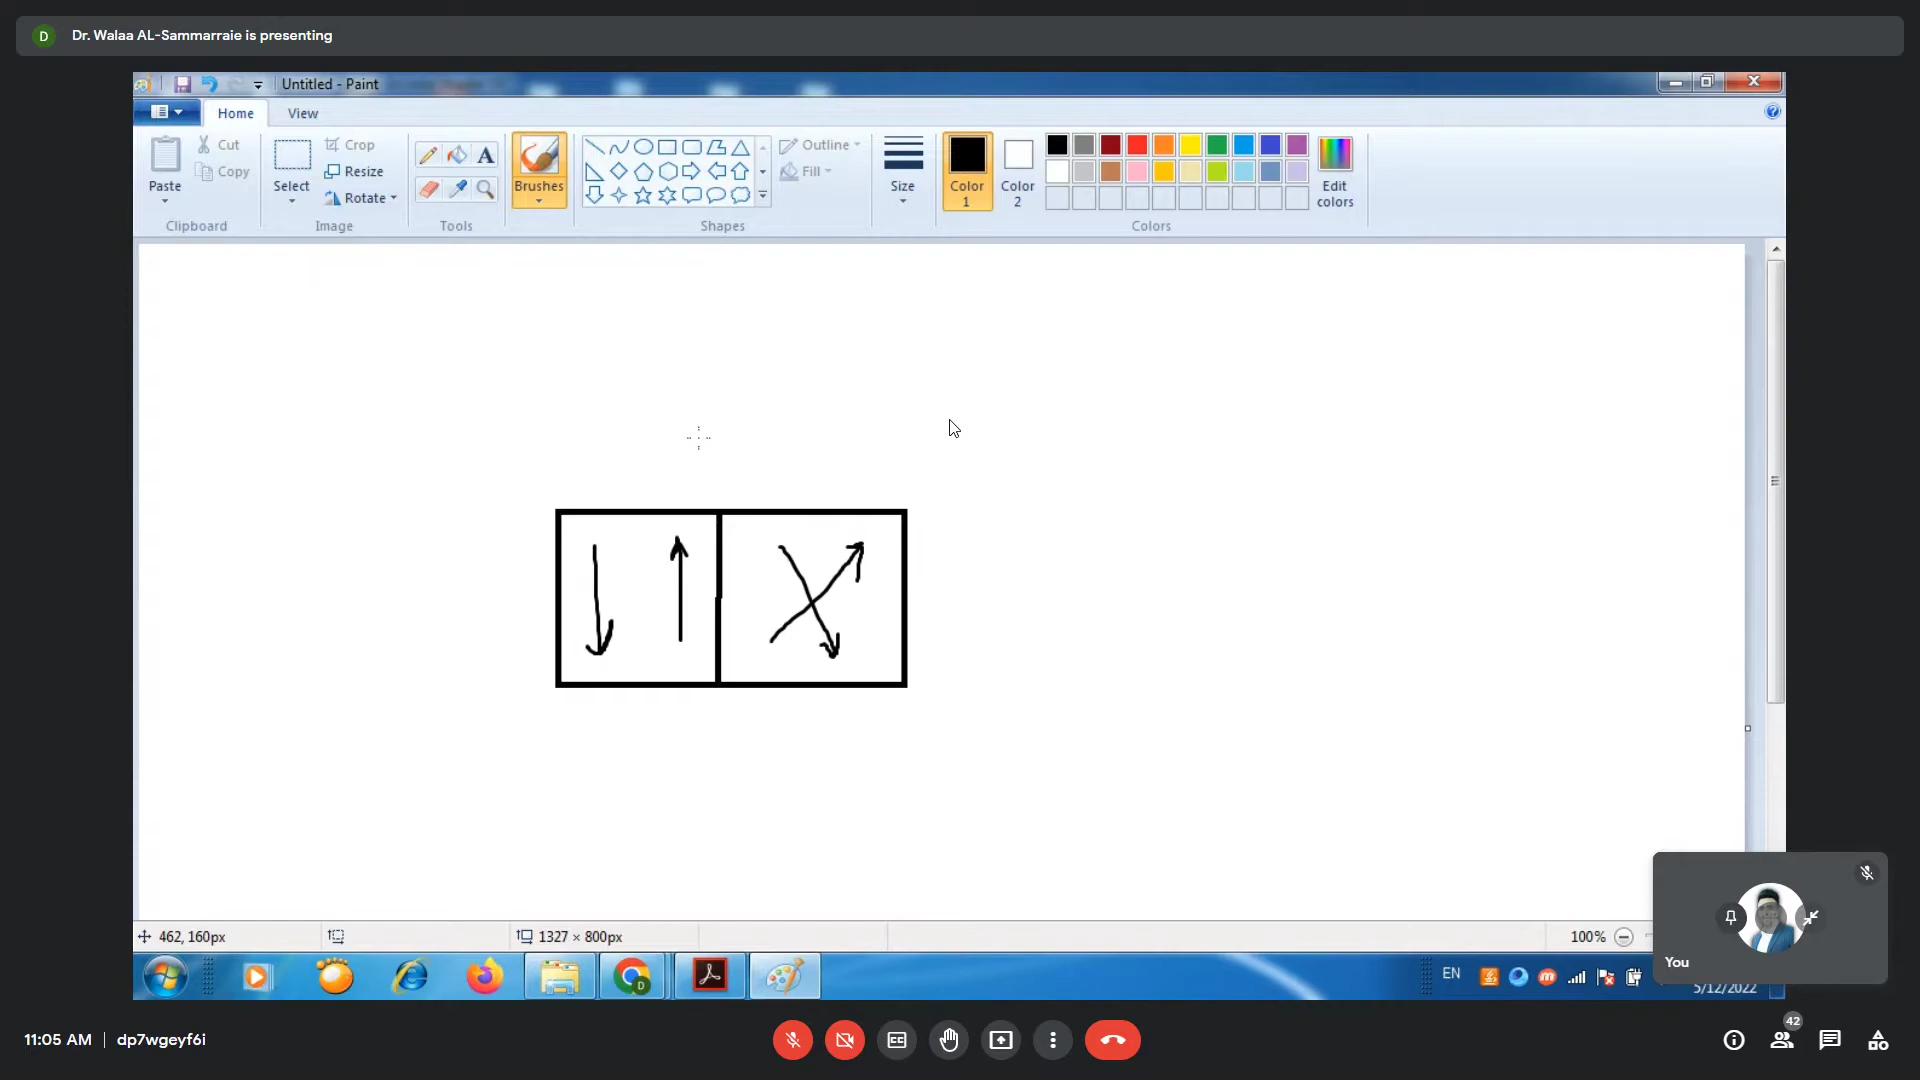 D Dr. Walaa AL-Sammarraie is presenting
Untitled - Paint
Home View
Paste Cut Copy Select Crop Resize Rotate A Brushes Outline Fill Size Color 1 Color 2 Edit colors
Clipboard Image Tools Shapes Colors
462, 160px 1327 × 800px 100%
You
D EN m
5/12/2022
11:05 AM dp7wgeyf6i 42